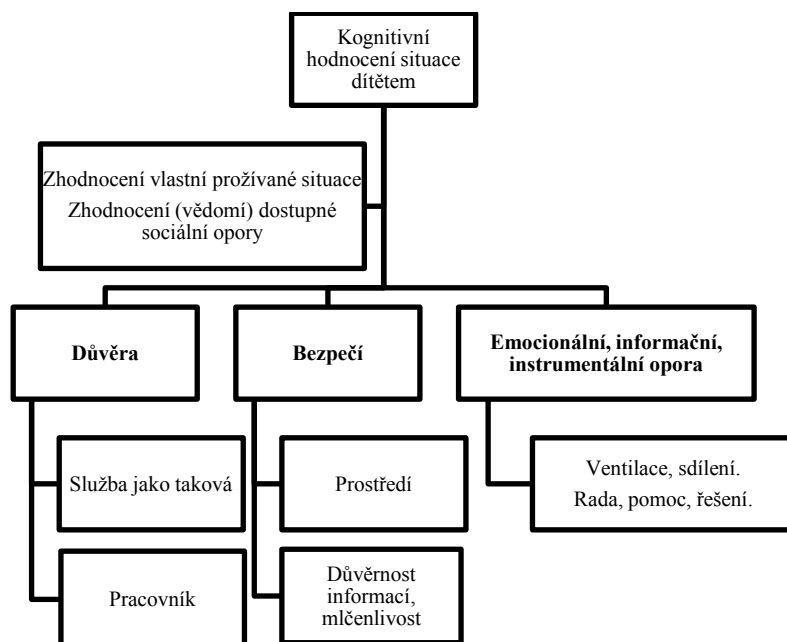 Kognitivní
hodnocení situace
dítětem
Zhodnocení vlastní prožívané situace
Zhodnocení (vědomí) dostupné
sociální opory
Důvěra
Bezpečí
Emocionální, informační,
instrumentální opora
Služba jako taková
Prostředí
Ventilace, sdílení.
Rada, pomoc, řešení.
Pracovník
Důvěrnost
informací,
mlčenlivost